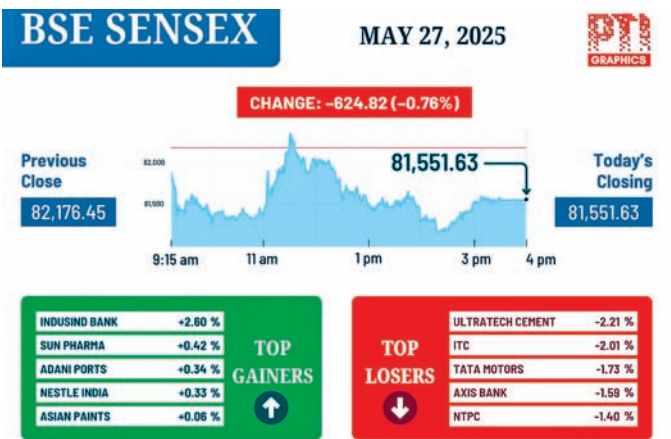 BSE SENSEX
MAY 27, 2025
PTI
GRAPHICS
CHANGE: -624.82 (-0.76%)
Previous
Close
82,176.45
82,000
81,500
81,551.63
Today's
Closing
81,551.63
9:15 am 11 am 1 pm 3 pm 4 pm
INDUSIND BANK +2.60 %
SUN PHARMA +0.42 %
ADANI PORTS +0.34 %
NESTLE INDIA +0.33 %
ASIAN PAINTS +0.06 %
TOP
GAINERS
TOP
LOSERS
ULTRATECH CEMENT -2.21 %
ITC -2.01 %
TATA MOTORS -1.73 %
AXIS BANK -1.59 %
NTPC -1.40 %